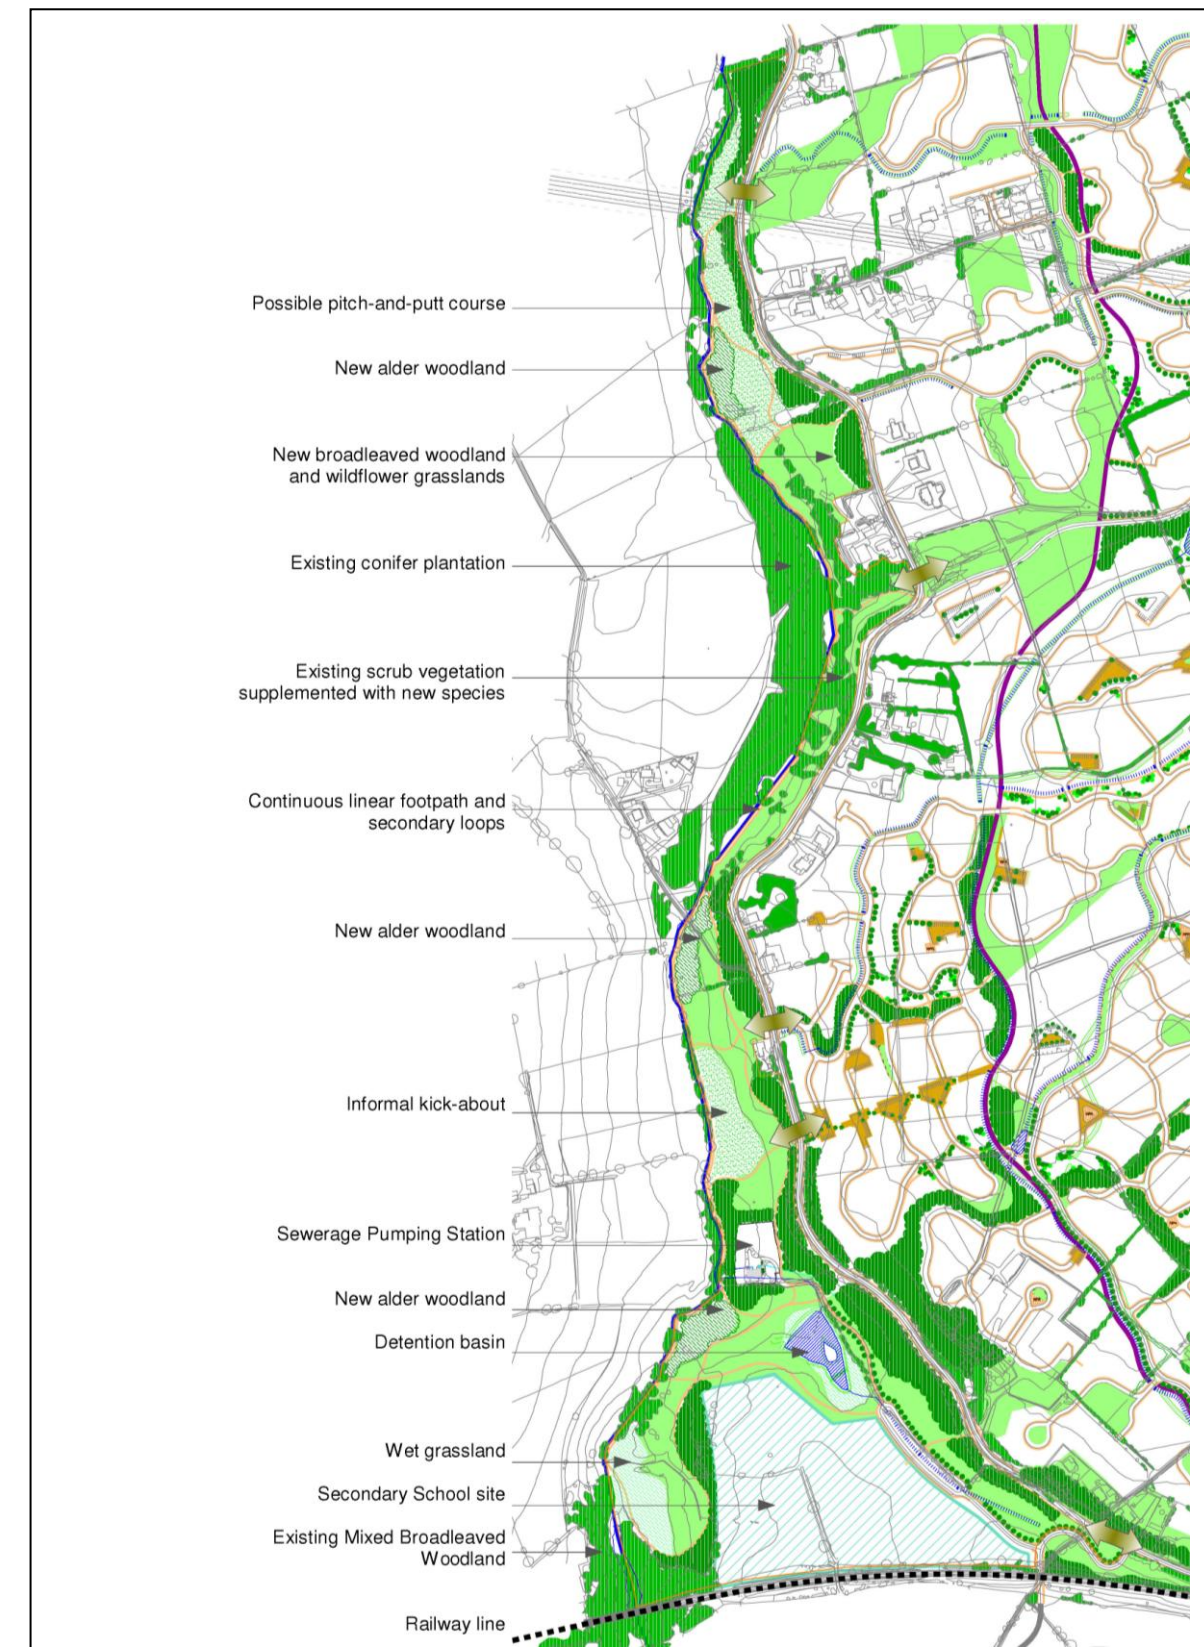 Possible pitch-and-putt course
New alder woodland
New broadleaved woodland
and wildflower grasslands
Existing conifer plantation
Existing scrub vegetation
supplemented with new species
Continuous linear footpath and
secondary loops
New alder woodland
Informal kick-about
Sewerage Pumping Station
New alder woodland
Detention basin
Wet grassland
Secondary School site
Existing Mixed Broadleaved
Woodland
Railway line